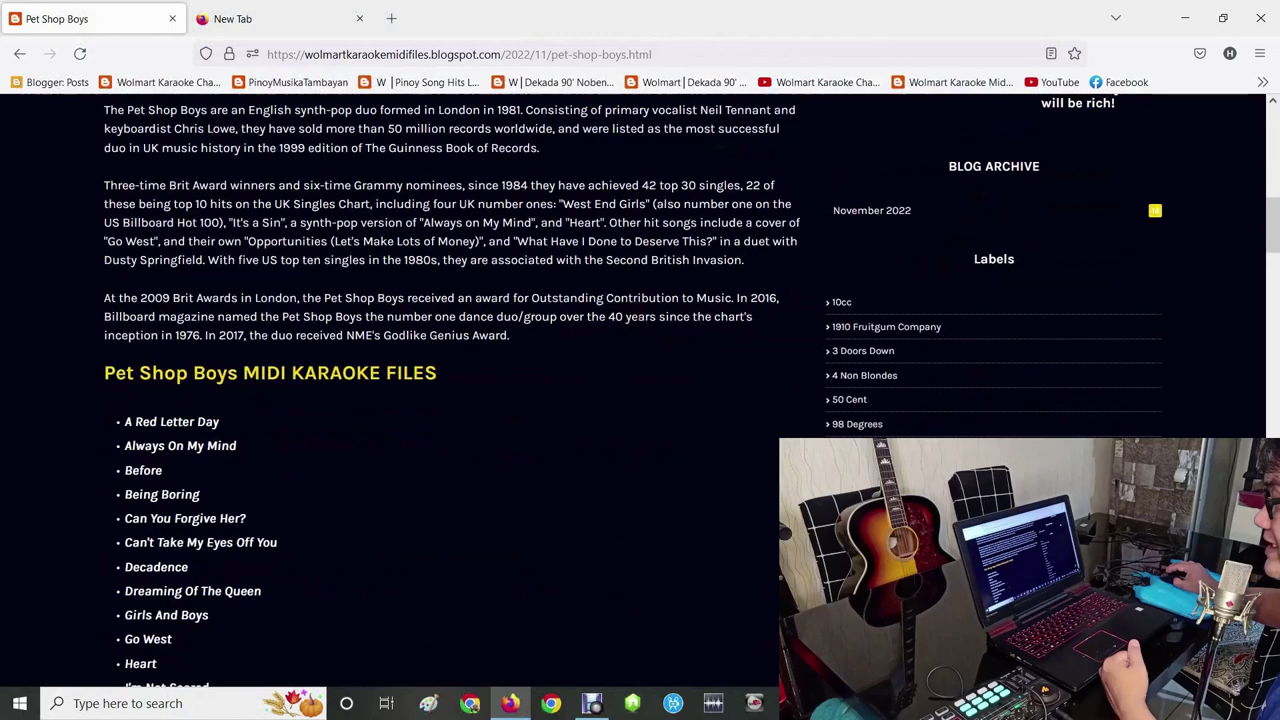 Pet Shop Boys
New Tab
https://wolmartkaraokemidifiles.blogspot.com/2022/11/pet-shop-boys.html
H
Blogger: Posts
Wolmart Karaoke Cha...
PinoyMusikaTambayan
W | Pinoy Song Hits L...
W | Dekada 90' Noben...
Wolmart | Dekada 90'...
Wolmart Karaoke Cha...
Wolmart Karaoke Mid...
YouTube
Facebook
The Pet Shop Boys are an English synth-pop duo formed in London in 1981. Consisting of primary vocalist Neil Tennant and
keyboardist Chris Lowe, they have sold more than 50 million records worldwide, and were listed as the most successful
duo in UK music history in the 1999 edition of The Guinness Book of Records.
Three-time Brit Award winners and six-time Grammy nominees, since 1984 they have achieved 42 top 30 singles, 22 of
these being top 10 hits on the UK Singles Chart, including four UK number ones: "West End Girls" (also number one on the
US Billboard Hot 100), "It's a Sin", a synth-pop version of "Always on My Mind", and "Heart". Other hit songs include a cover of
"Go West", and their own "Opportunities (Let's Make Lots of Money)", and "What Have I Done to Deserve This?" in a duet with
Dusty Springfield. With five US top ten singles in the 1980s, they are associated with the Second British Invasion.
At the 2009 Brit Awards in London, the Pet Shop Boys received an award for Outstanding Contribution to Music. In 2016,
Billboard magazine named the Pet Shop Boys the number one dance duo/group over the 40 years since the chart's
inception in 1976. In 2017, the duo received NME's Godlike Genius Award.
Pet Shop Boys MIDI KARAOKE FILES
• A Red Letter Day
• Always On My Mind
• Before
• Being Boring
• Can You Forgive Her?
• Can't Take My Eyes Off You
• Decadence
• Dreaming Of The Queen
• Girls And Boys
• Go West
• Heart
• I'm Not Scared
will be rich!
BLOG ARCHIVE
November 2022
Labels
10cc
1910 Fruitgum Company
3 Doors Down
4 Non Blondes
50 Cent
98 Degrees
Type here to search